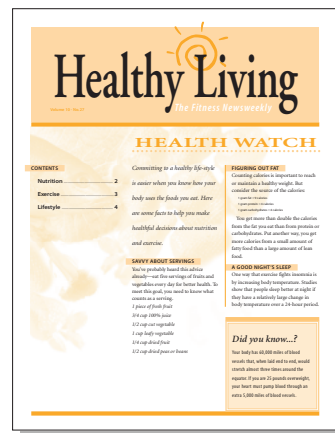 Healthy Living
The Fitness Newsweekly
HEALTH WATCH
CONTENTS
Nutrition 2
Exercise 3
Lifestyle 4
Committing to a healthy life-style
is easier when you know how your
body uses the foods you eat. Here
are some facts to help you make
healthful decisions about nutrition
and exercise.
SAVVY ABOUT SERVINGS
You've probably heard this advice
already—eat five servings of fruits and
vegetables every day for better health. To
meet this goal, you need to know what
counts as a serving.
1 piece of fresh fruit
3/4 cup 100% juice
1/2 cup cut vegetable
1 cup leafy vegetable
1/4 cup dried fruit
1/2 cup dried peas or beans
FIGURING OUT FAT
Counting calories is important to reach
or maintain a healthy weight. But
consider the source of the calories:
You get more than double the calories
from the fat you eat than from protein or
carbohydrates. Put another way, you get
more calories from a small amount of
fatty food than a large amount of lean
food.
A GOOD NIGHT'S SLEEP
One way that exercise fights insomnia is
by increasing body temperature. Studies
show that people sleep better at night if
they have a relatively large change in
body temperature over a 24-hour period.
Did you know...?
Your body has 60,000 miles of blood
vessels that, when laid end to end, would
stretch almost three times around the
equator. If you are 25 pounds overweight,
your heart must pump blood through an
extra 5,000 miles of blood vessels.